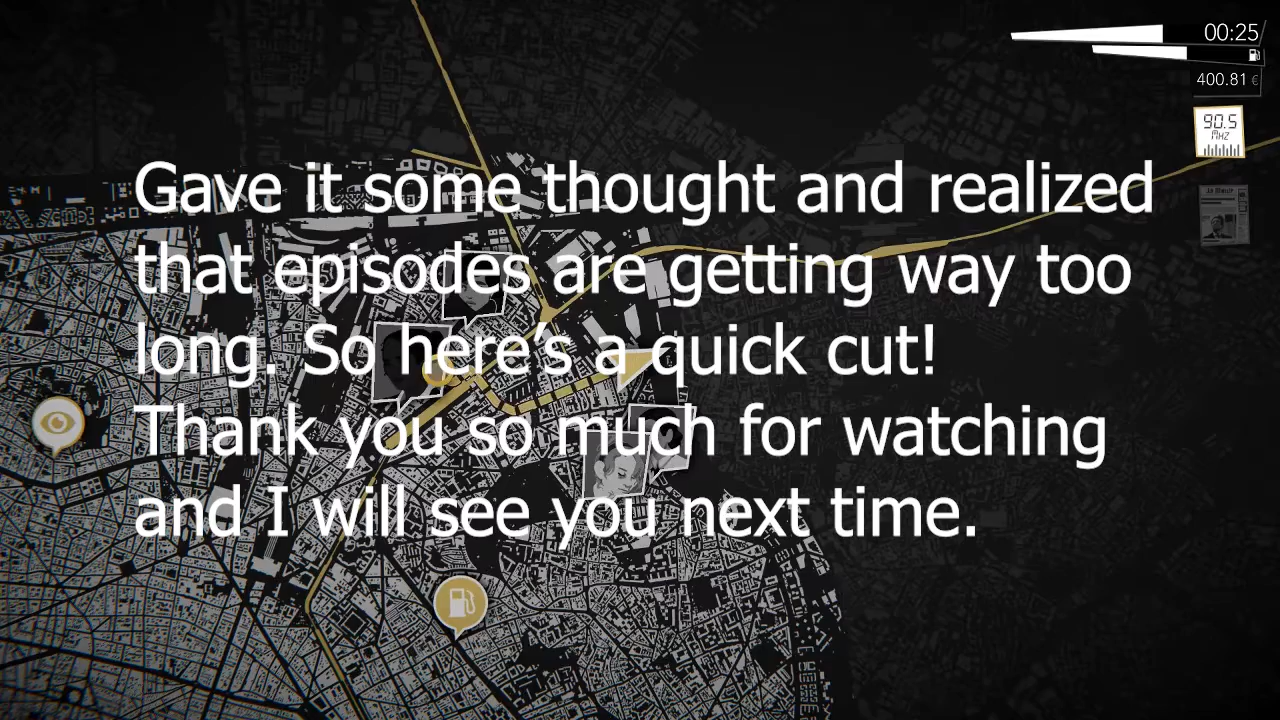 00:25
400.81 €
90.5
MHZ
Gave it some thought and realized
that episodes are getting way too
long. So here's a quick cut!
Thank you so much for watching
and I will see you next time.